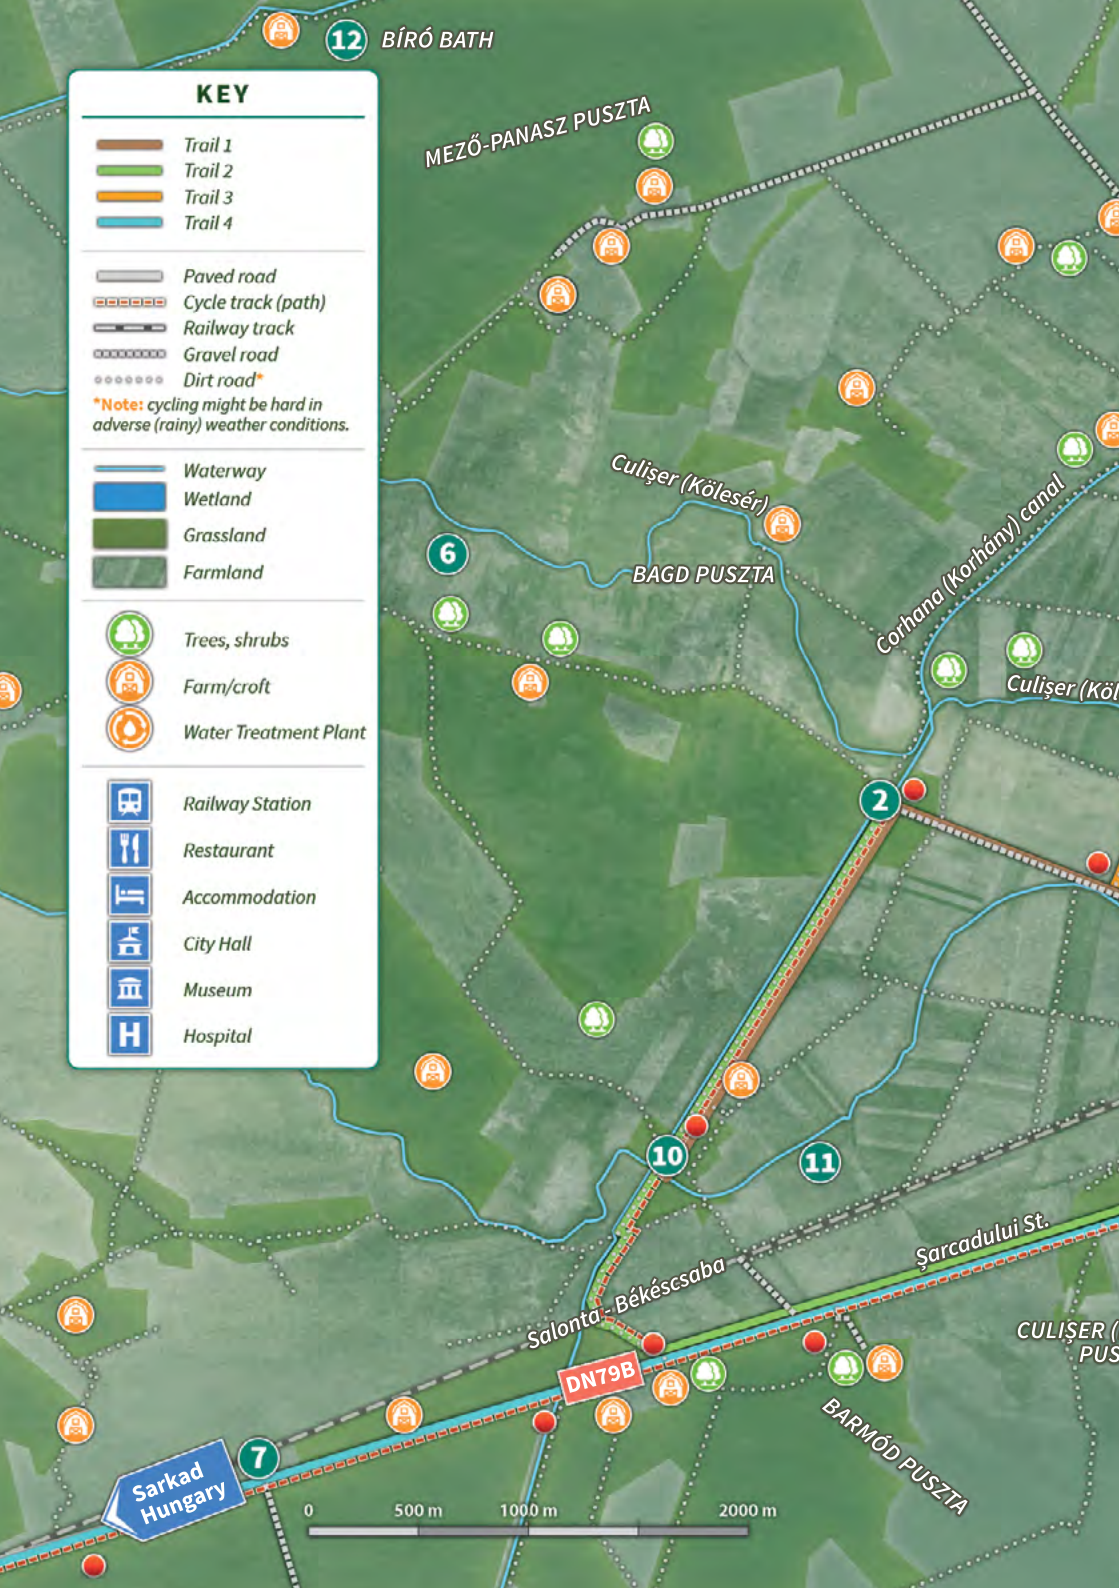 12 BÍRÓ BATH
KEY
Trail 1
Trail 2
Trail 3
Trail 4
Paved road
Cycle track (path)
Railway track
Gravel road
Dirt road*
*Note: cycling might be hard in
adverse (rainy) weather conditions.
Waterway
Wetland
Grassland
Farmland
Trees, shrubs
Farm/croft
Water Treatment Plant
Railway Station
Restaurant
Accommodation
City Hall
Museum
H Hospital
MEZŐ-PANASZ PUSZTA
Culişer (Kölesér)
6
BAGD PUSZTA
Corhana (Korhány) canal
Culişer (Köl
2
10
11
Şarcadului St.
Salonta - Békéscsaba
CULIŞER (
PUS
DN79B
BARMÓD PUSZTA
7
Sarkad
Hungary
0 500 m 1000 m 2000 m